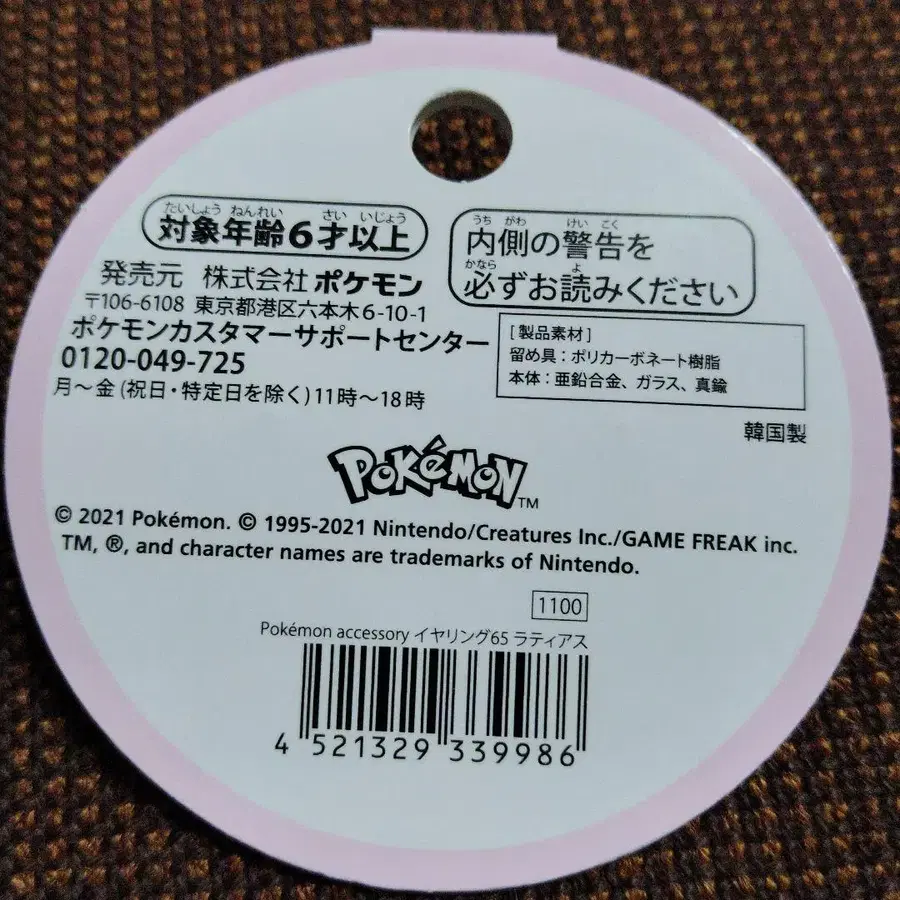 たいしょう ねんれい さい いじょう
対象年齢6才以上
うち がわ けい こく
内側の警告を
かなら よ
必ずお読みください
発売元 株式会社 ポケモン
〒106-6108 東京都港区六本木6-10-1
ポケモンカスタマーサポートセンター
0120-049-725
月～金(祝日・特定日を除く)11時～18時
[製品素材]
留め具：ポリカーボネート樹脂
本体：亜鉛合金、ガラス、真鍮
韓国製
POKéMON TM
© 2021 Pokémon. © 1995-2021 Nintendo/Creatures Inc./GAME FREAK inc.
TM, ®, and character names are trademarks of Nintendo.
1100
Pokémon accessory イヤリング65 ラティアス
4 521329 339986